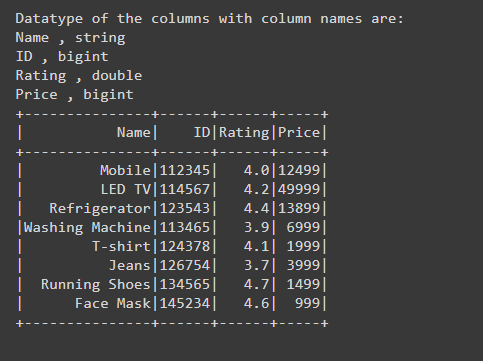 Datatype of the columns with column names are:
Name , string
ID , bigint
Rating , double
Price , bigint
+---------------+------+------+-----+
|           Name|    ID|Rating|Price|
+---------------+------+------+-----+
|         Mobile|112345|   4.0|12499|
|         LED TV|114567|   4.2|49999|
|   Refrigerator|123543|   4.4|13899|
|Washing Machine|113465|   3.9| 6999|
|        T-shirt|124378|   4.1| 1999|
|          Jeans|126754|   3.7| 3999|
|  Running Shoes|134565|   4.7| 1499|
|      Face Mask|145234|   4.6|  999|
+---------------+------+------+-----+